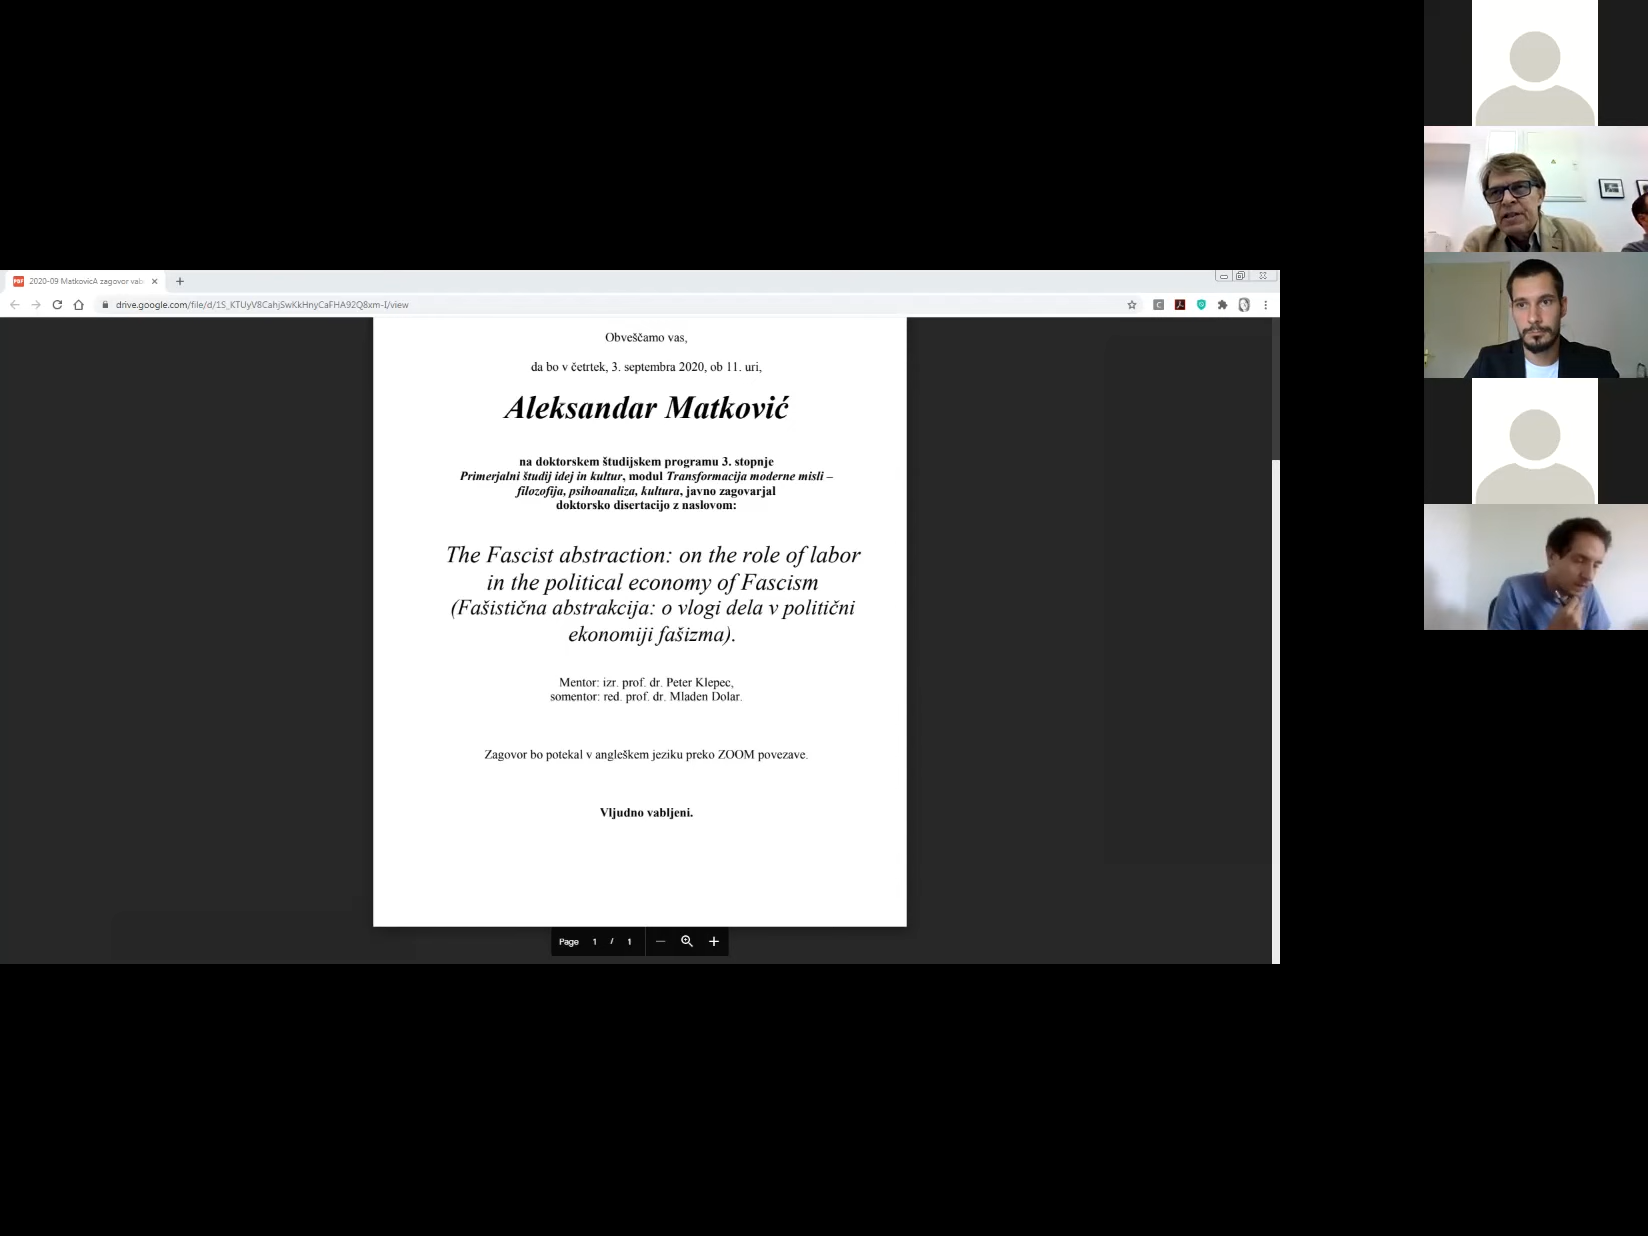 2020-09 MatkovicA zagovor vab
drive.google.com/file/d/1S_KTUyV8CahjSwKkHnyCaFHA92Q8xm-I/view
Obveščamo vas,
da bo v četrtek, 3. septembra 2020, ob 11. uri,
Aleksandar Matković
na doktorskem študijskem programu 3. stopnje
Primerjalni študij idej in kultur, modul Transformacija moderne misli –
filozofija, psihoanaliza, kultura, javno zagovarjal
doktorsko disertacijo z naslovom:
The Fascist abstraction: on the role of labor
in the political economy of Fascism
(Fašistična abstrakcija: o vlogi dela v politični
ekonomiji fašizma).
Mentor: izr. prof. dr. Peter Klepec,
somentor: red. prof. dr. Mladen Dolar.
Zagovor bo potekal v angleškem jeziku preko ZOOM povezave.
Vljudno vabljeni.
Page 1 / 1